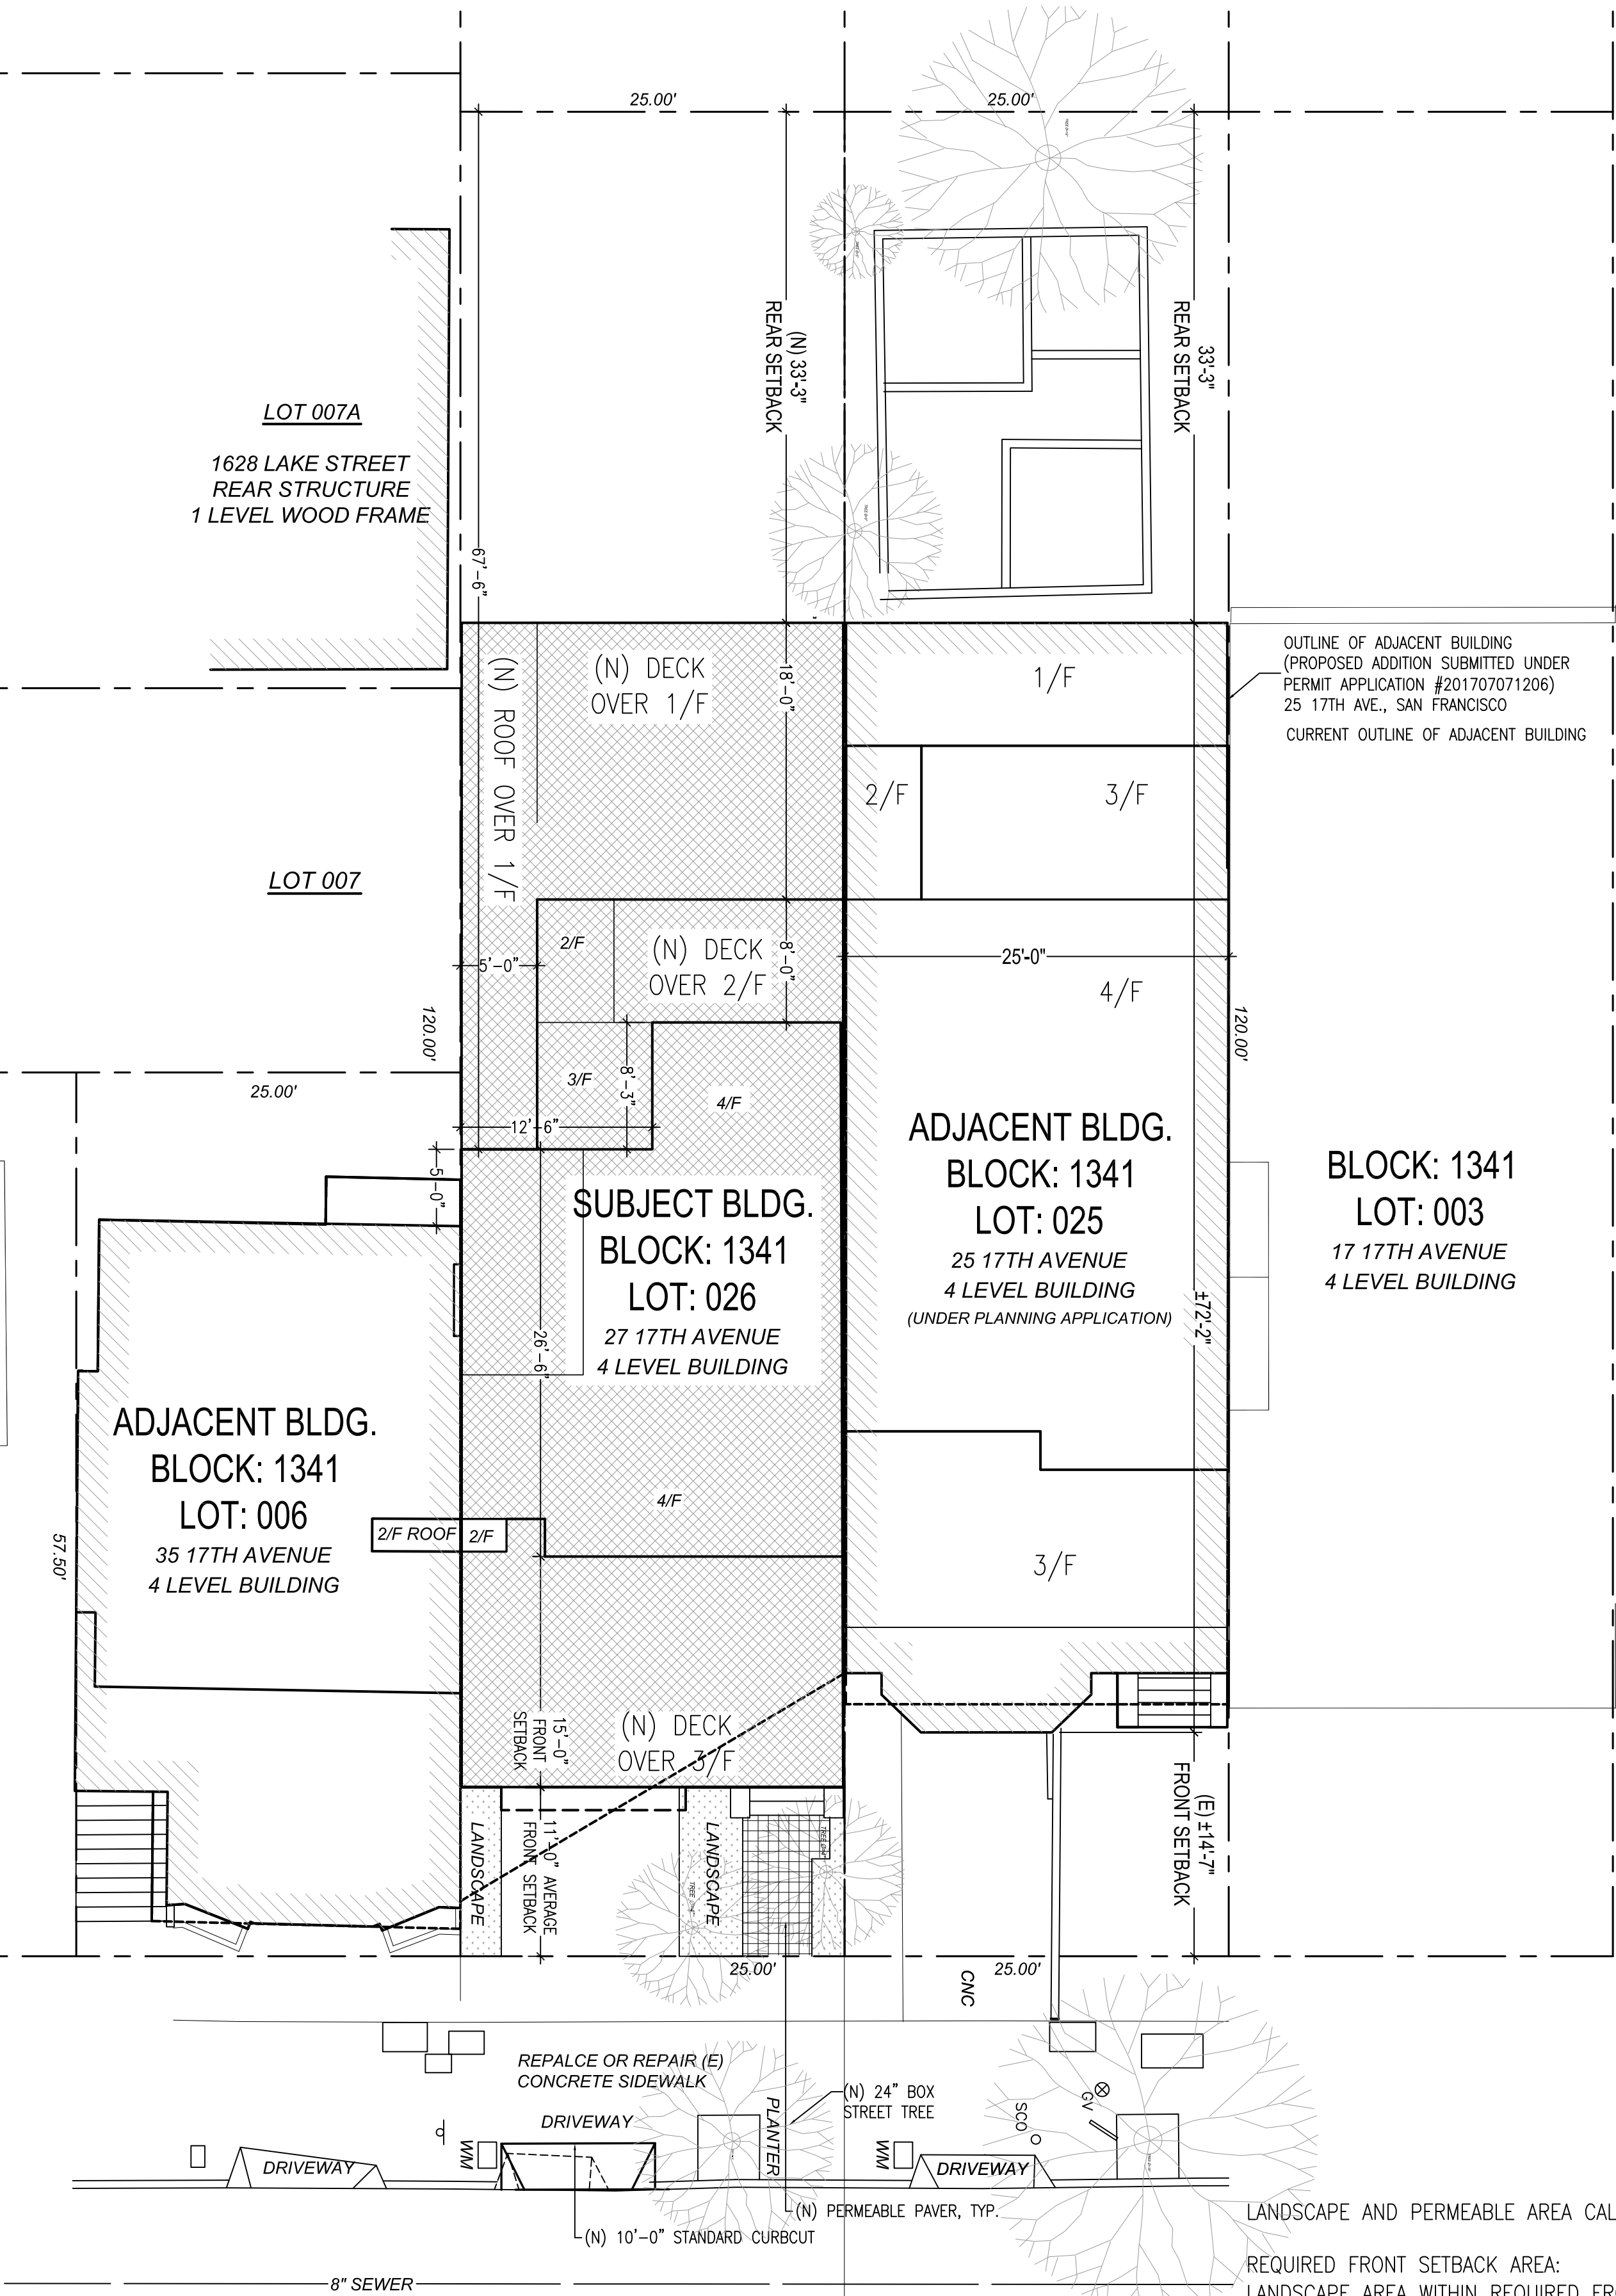 25.00'
25.00'
(N) 33'-3"
REAR SETBACK
33'-3"
REAR SETBACK
LOT 007A
1628 LAKE STREET
REAR STRUCTURE
1 LEVEL WOOD FRAME
67'-6"
OUTLINE OF ADJACENT BUILDING
(PROPOSED ADDITION SUBMITTED UNDER
PERMIT APPLICATION #201707071206)
25 17TH AVE., SAN FRANCISCO
CURRENT OUTLINE OF ADJACENT BUILDING
(N) ROOF OVER 1/F
(N) DECK
OVER 1/F
18'-0"
1/F
2/F
3/F
LOT 007
2/F
(N) DECK
OVER 2/F
8'-0"
5'-0"
25'-0"
4/F
120.00'
120.00'
25.00'
3/F
8'-3"
4/F
12'-6"
5'-0"
SUBJECT BLDG.
BLOCK: 1341
LOT: 026
27 17TH AVENUE
4 LEVEL BUILDING
26'-6"
ADJACENT BLDG.
BLOCK: 1341
LOT: 025
25 17TH AVENUE
4 LEVEL BUILDING
(UNDER PLANNING APPLICATION)
±72'-2"
BLOCK: 1341
LOT: 003
17 17TH AVENUE
4 LEVEL BUILDING
ADJACENT BLDG.
BLOCK: 1341
LOT: 006
35 17TH AVENUE
4 LEVEL BUILDING
57.50'
2/F ROOF
2/F
4/F
3/F
15'-0"
FRONT
SETBACK
(N) DECK
OVER 3/F
LANDSCAPE
11'-0" AVERAGE
FRONT SETBACK
LANDSCAPE
(E) ±14'-7"
FRONT SETBACK
25.00'
25.00'
CNC
REPALCE OR REPAIR (E)
CONCRETE SIDEWALK
DRIVEWAY
PLANTER
(N) 24" BOX
STREET TREE
SCO
GV
WM
WM
DRIVEWAY
DRIVEWAY
(N) PERMEABLE PAVER, TYP.
(N) 10'-0" STANDARD CURBCUT
LANDSCAPE AND PERMEABLE AREA CAL
REQUIRED FRONT SETBACK AREA:
LANDSCAPE AREA WITHIN REQUIRED FR
8" SEWER